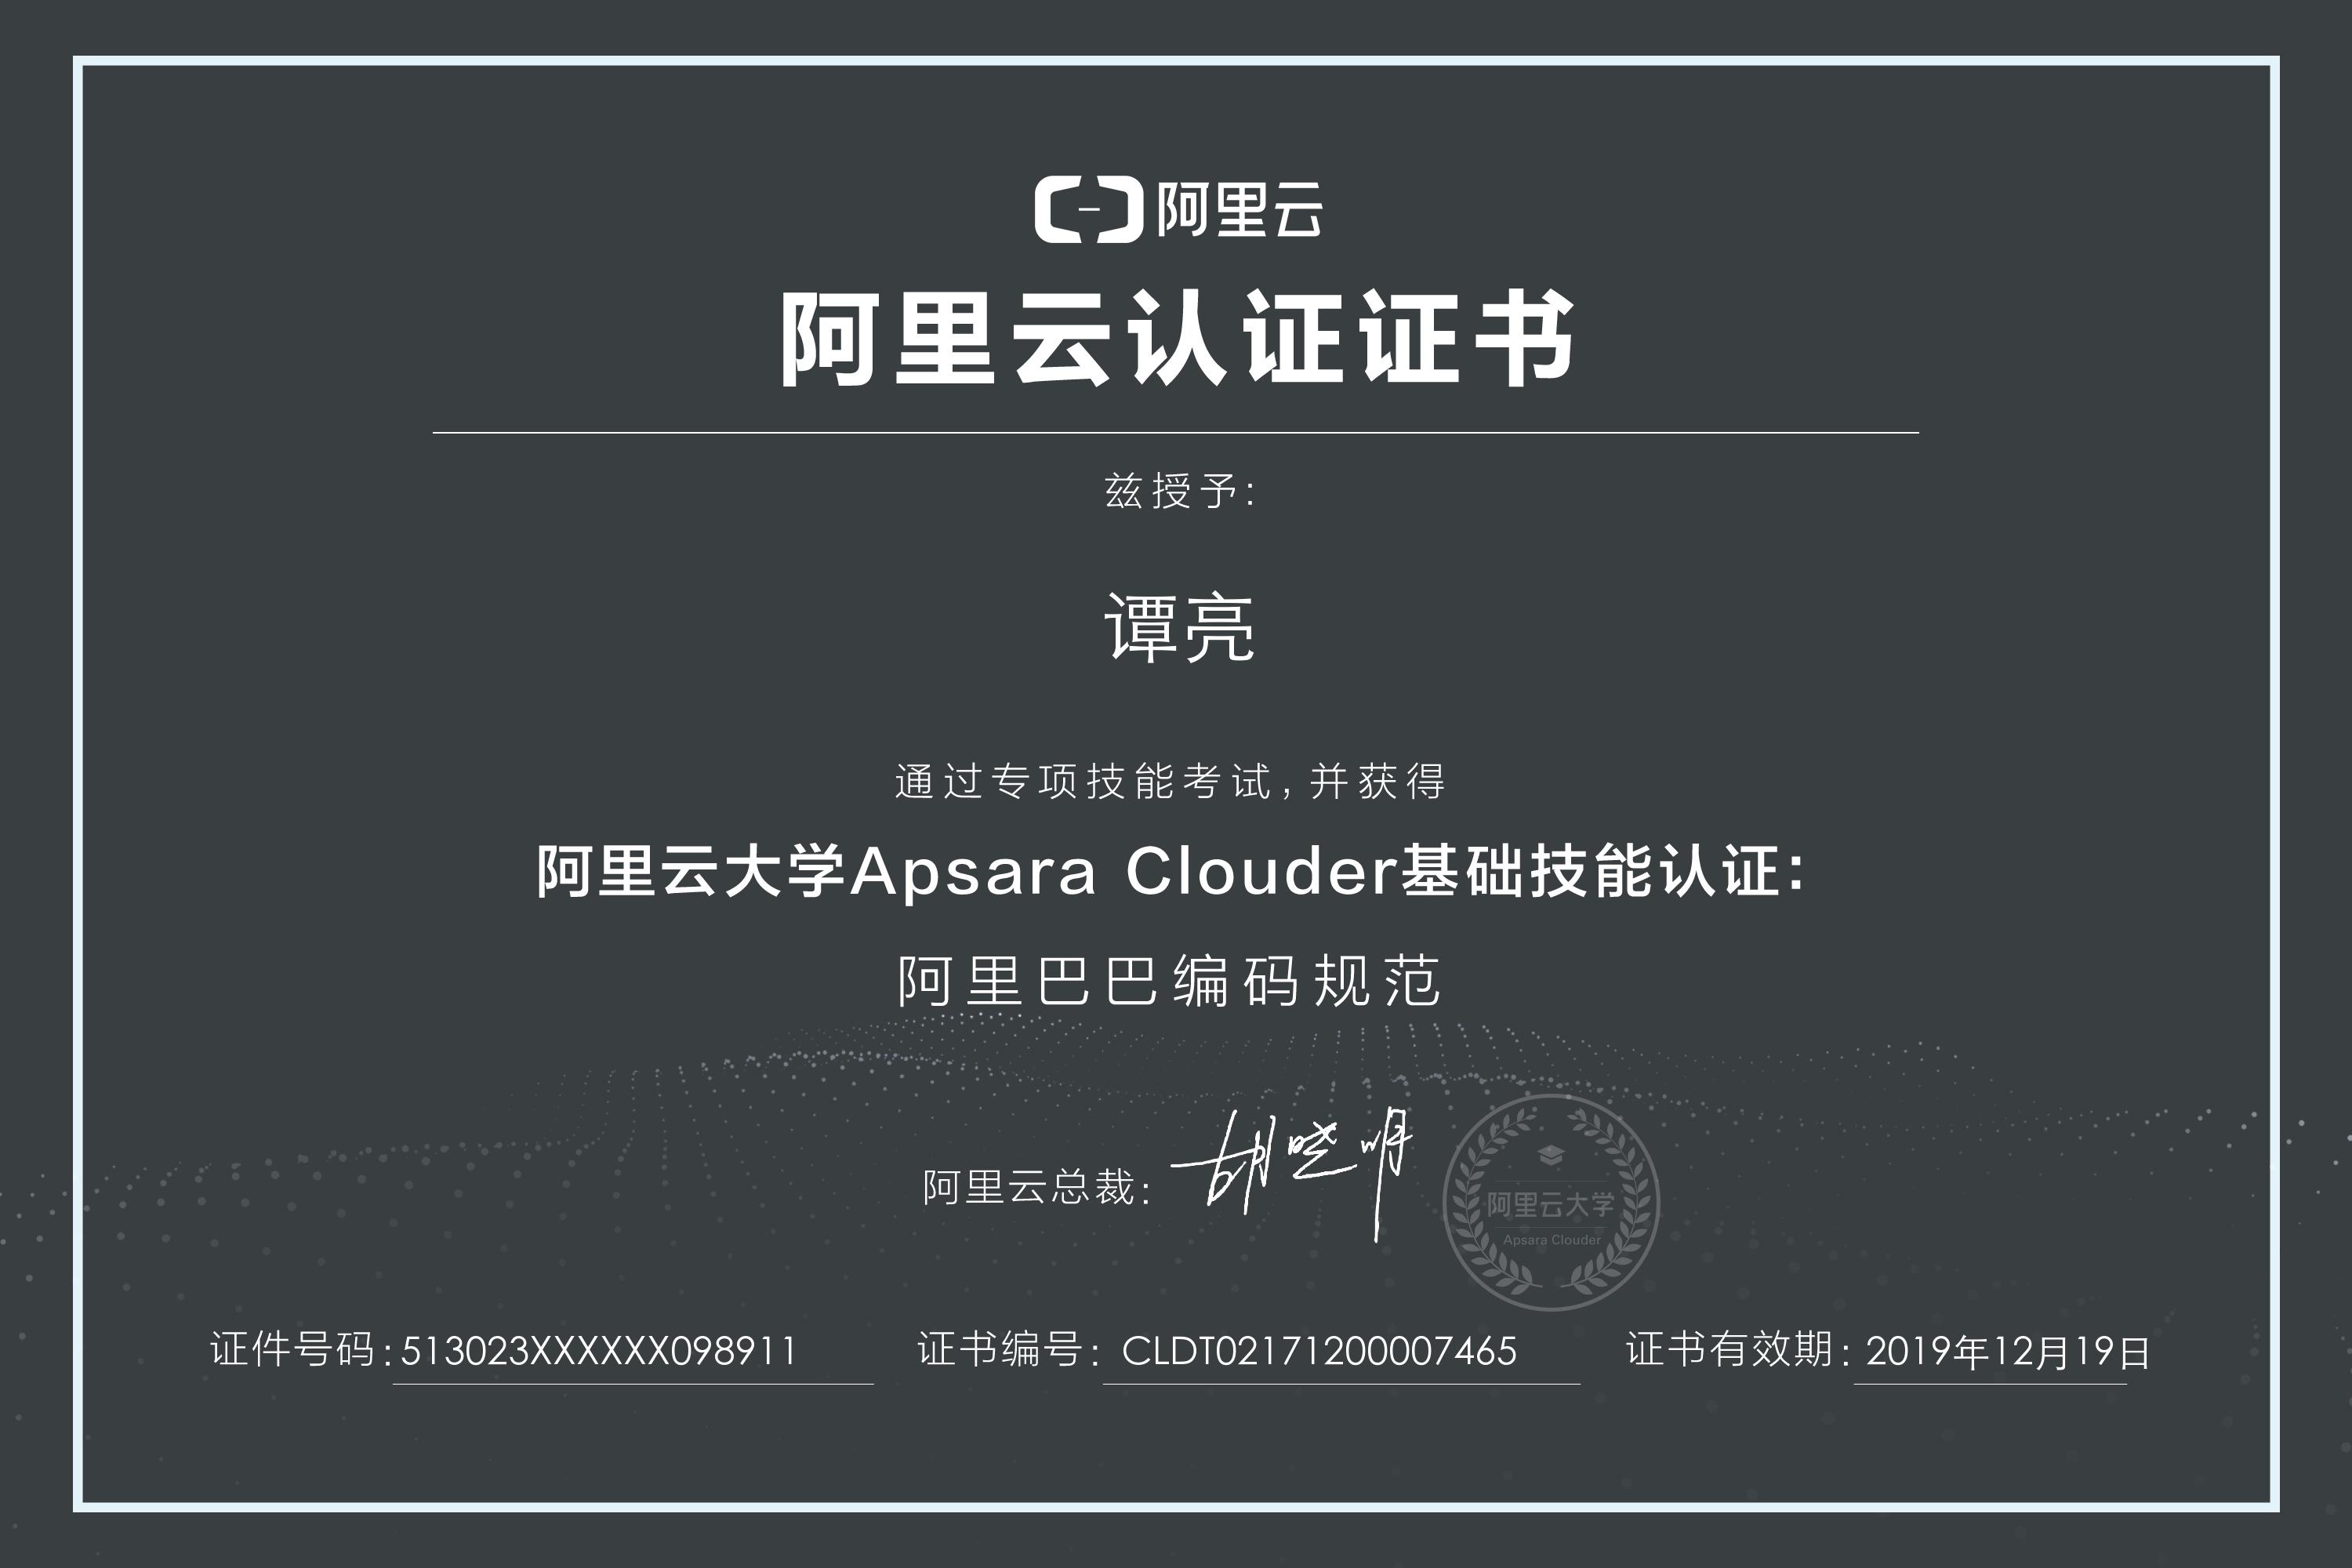 阿里云
阿里云认证证书
兹授予：
谭亮
通过专项技能考试，并获得
阿里云大学Apsara Clouder基础技能认证：
阿里巴巴编码规范
阿里云总裁：胡晓明
阿里云大学
Apsara Clouder
证件号码：513023XXXXXX098911 证书编号：CLDT02171200007465 证书有效期：2019年12月19日